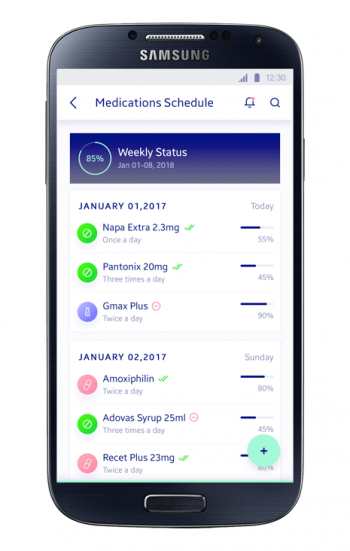 SAMSUNG
12:30
Medications Schedule
85%
Weekly Status
Jan 01-08, 2018
JANUARY 01,2017
Today
Napa Extra 2.3mg
Once a day
55%
Pantonix 20mg
Three times a day
45%
Gmax Plus
Twice a day
90%
JANUARY 02,2017
Sunday
Amoxiphilin
Twice a day
80%
Adovas Syrup 25ml
Three times a day
45%
+
Recet Plus 23mg
Twice a day